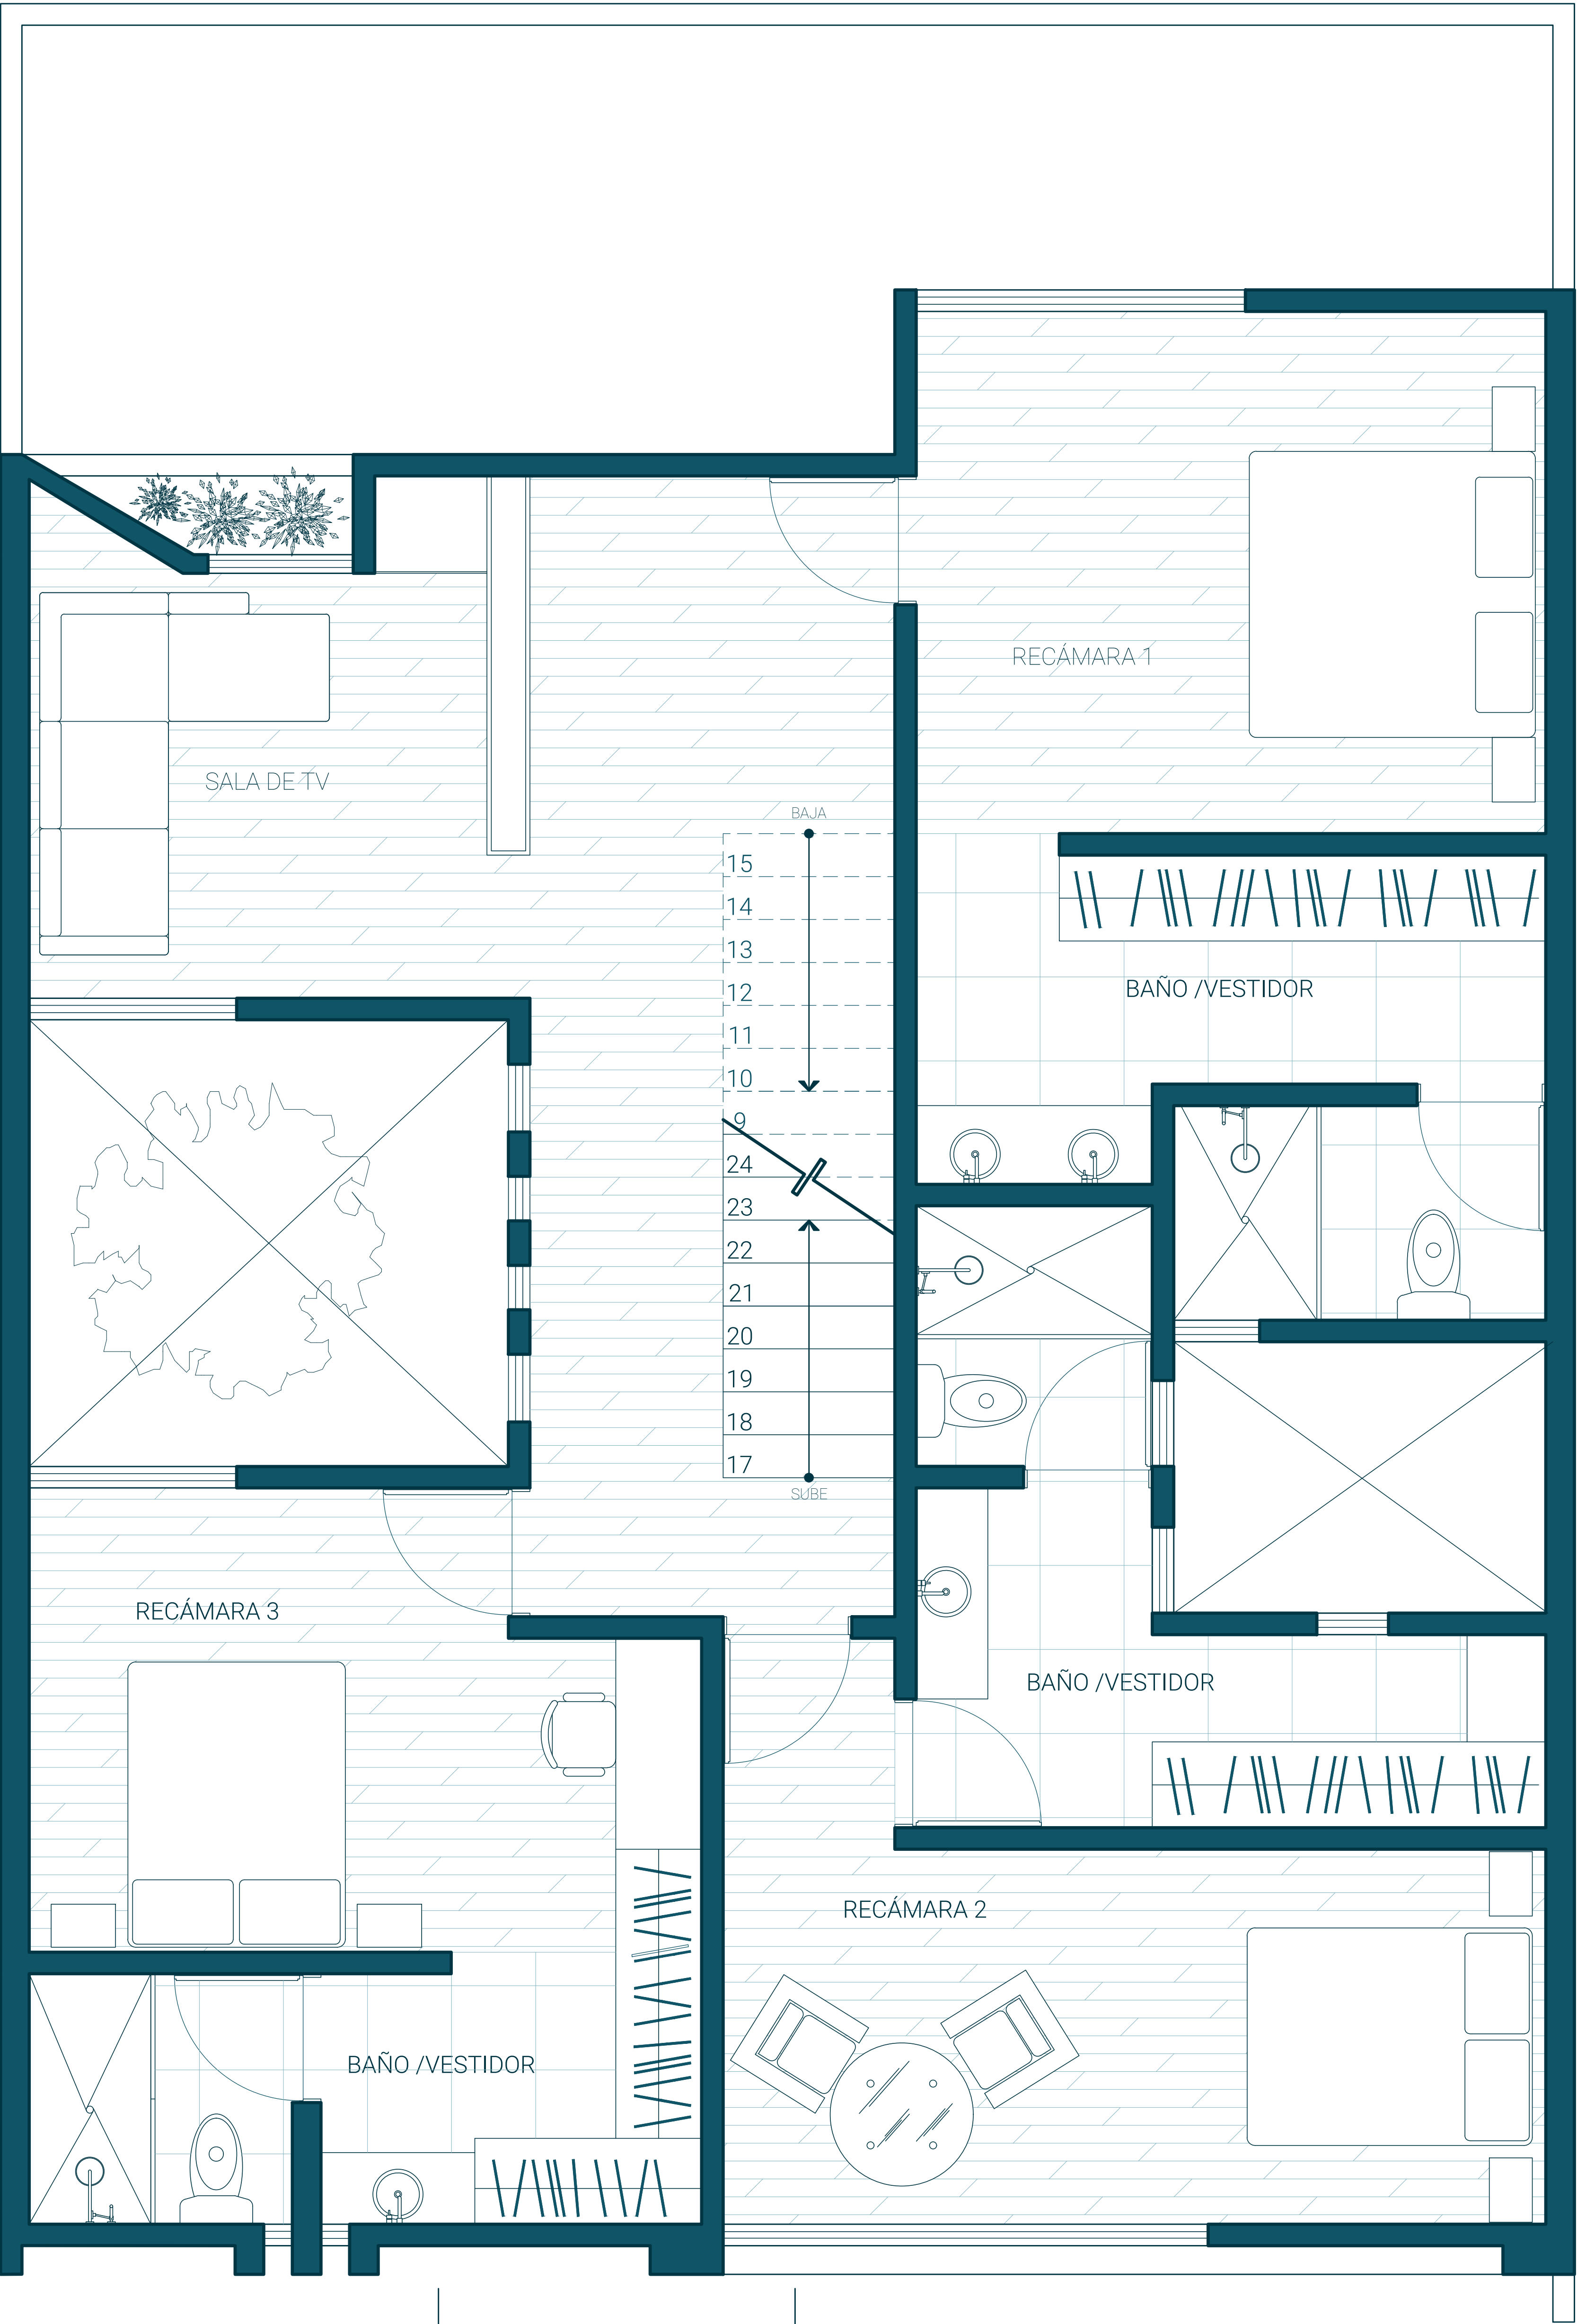 RECÁMARA 1
SALA DE TV
BAJA
15
14
13
12
11
10
9
24
23
22
21
20
19
18
17
SUBE
BAÑO /VESTIDOR
RECÁMARA 3
BAÑO /VESTIDOR
RECÁMARA 2
BAÑO /VESTIDOR